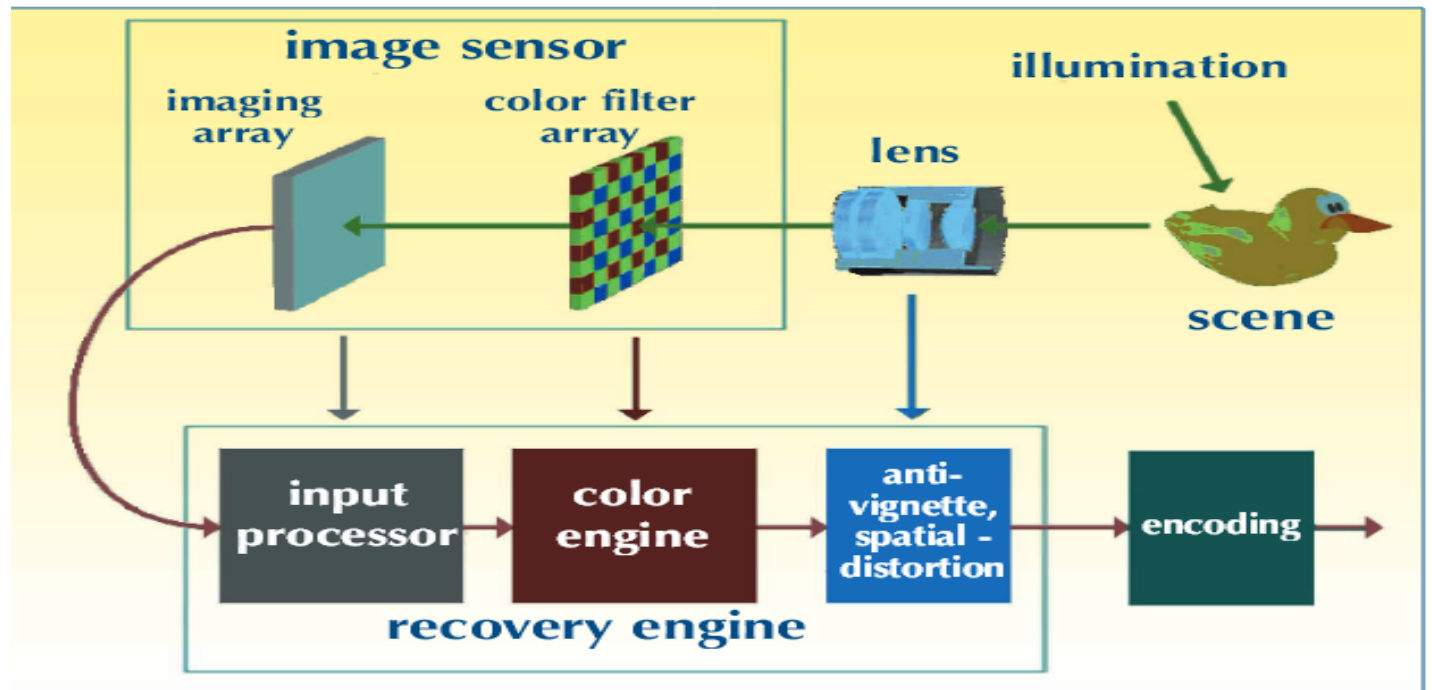 image sensor
illumination
imaging
array
color filter
array
lens
scene
input
processor
color
engine
anti-
vignette,
spatial -
distortion
encoding
recovery engine